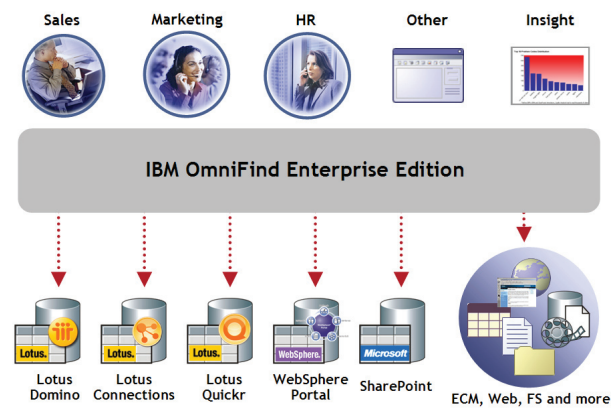 Sales
Marketing
HR
Other
Insight
IBM OmniFind Enterprise Edition
Lotus.
Lotus.
Lotus.
WebSphere.
Microsoft
Lotus
Domino
Lotus
Connections
Lotus
Quickr
WebSphere
Portal
SharePoint
ECM, Web, FS and more